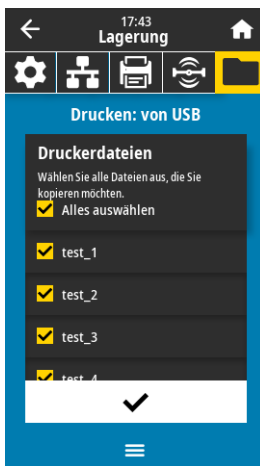 17:43
Lagerung
Drucken: von USB
Druckerdateien
Wählen Sie alle Dateien aus, die Sie
kopieren möchten.
Alles auswählen
test_1
test_2
test_3
test_4